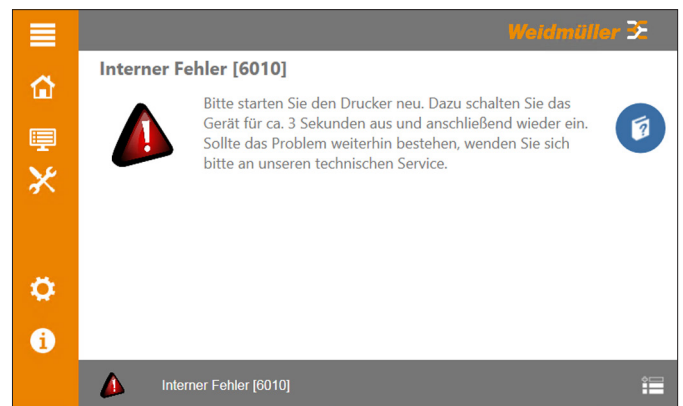 Weidmüller
Interner Fehler [6010]
Bitte starten Sie den Drucker neu. Dazu schalten Sie das
Gerät für ca. 3 Sekunden aus und anschließend wieder ein.
Sollte das Problem weiterhin bestehen, wenden Sie sich
bitte an unseren technischen Service.
Interner Fehler [6010]